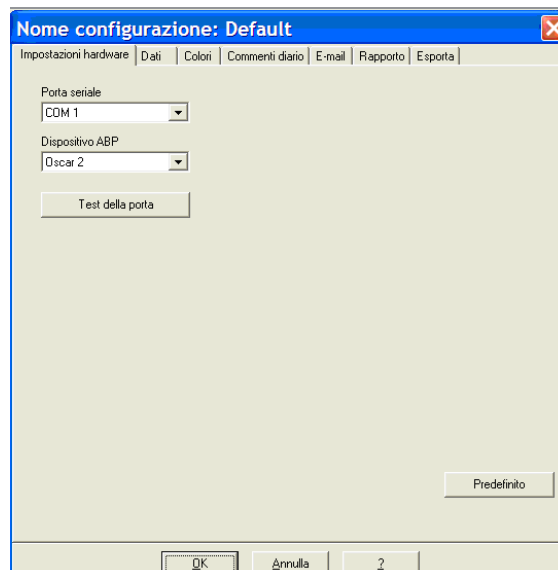 Nome configurazione: Default
Impostazioni hardware Dati Colori Commenti diario E-mail Rapporto Esporta
Porta seriale
COM 1
Dispositivo ABP
Oscar 2
Test della porta
Predefinito
OK Annulla ?